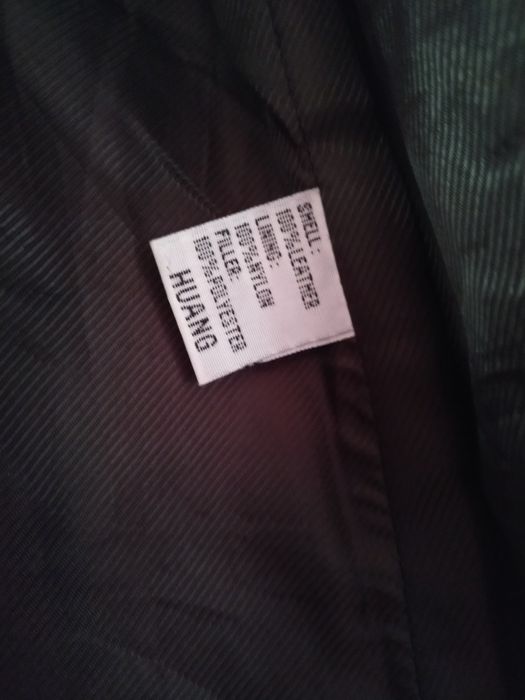 SHELL:
100%LEATHER
LINING:
100%NYLON
FILLER:
100%POLYESTER
HUANG